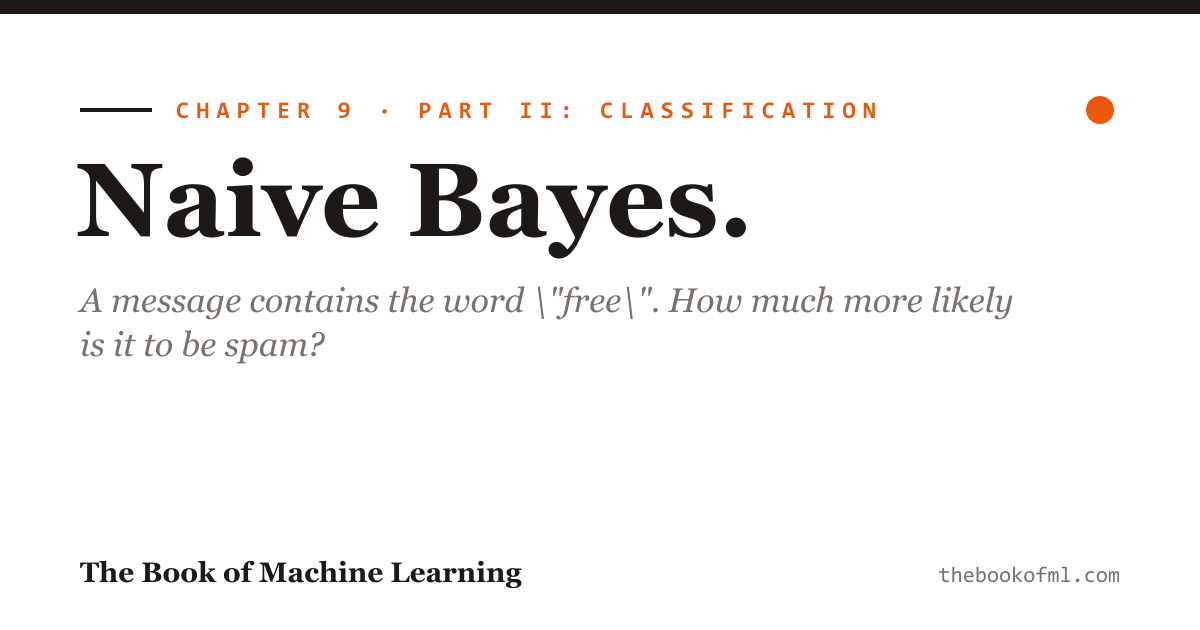 CHAPTER 9 · PART II: CLASSIFICATION
Naive Bayes.
A message contains the word \"free\". How much more likely
is it to be spam?
The Book of Machine Learning
thebookofml.com